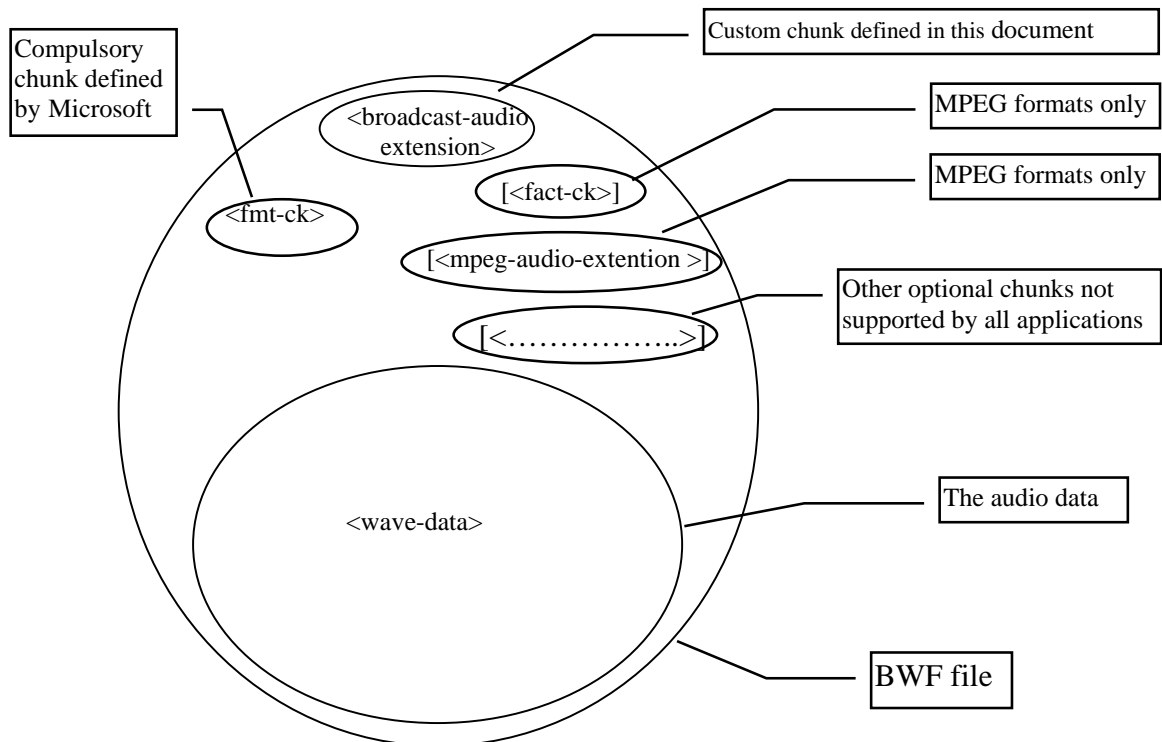 Custom chunk defined in this document
Compulsory
chunk defined
by Microsoft
MPEG formats only
<broadcast-audio
extension>
MPEG formats only
[<fact-ck>]
<fmt-ck>
[<mpeg-audio-extention >]
Other optional chunks not
supported by all applications
[<……………..>]
The audio data
<wave-data>
BWF file